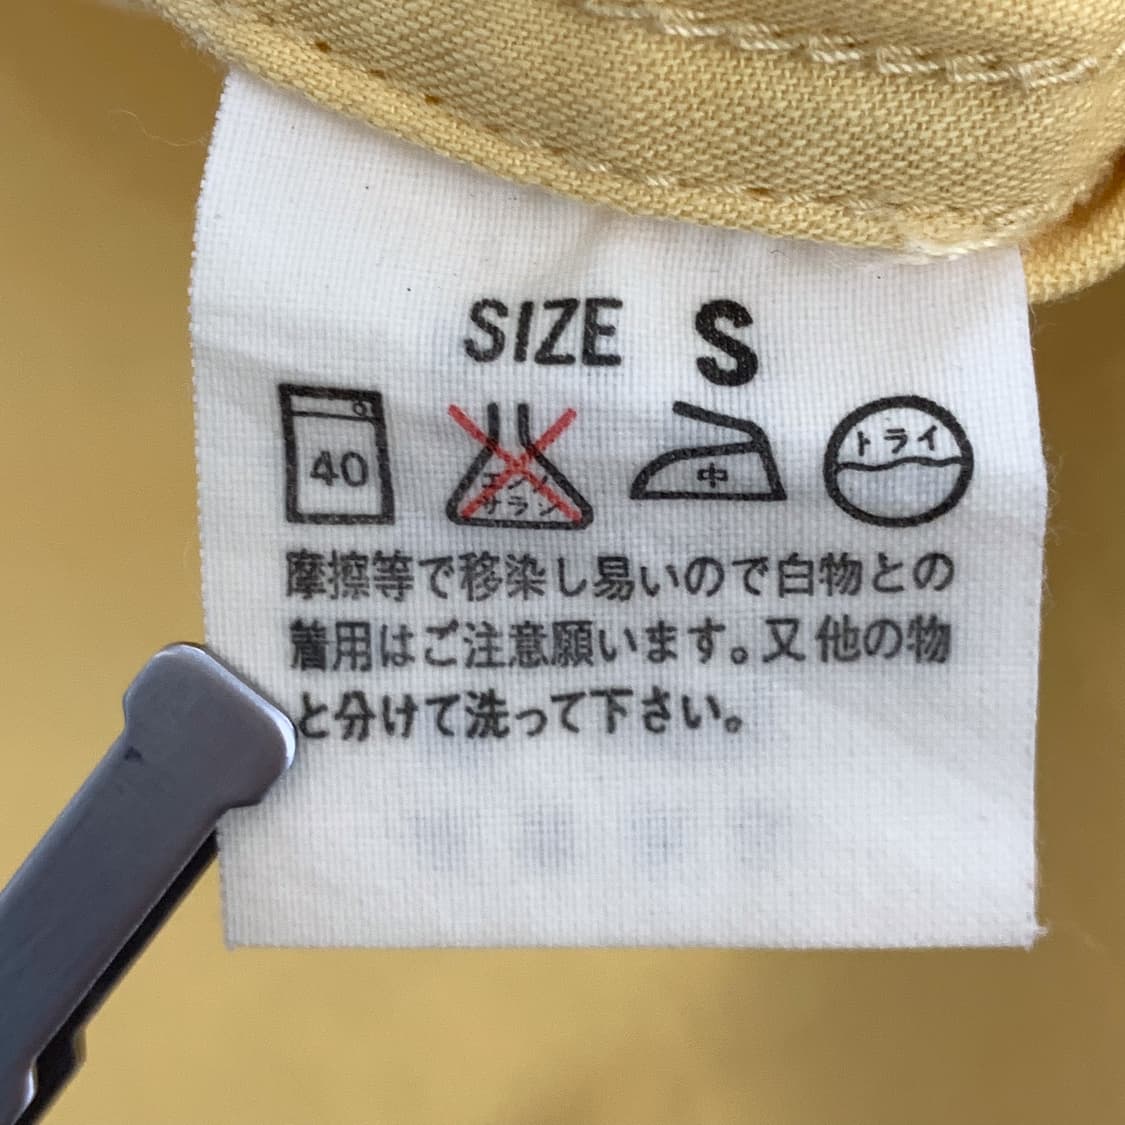 SIZE S
40 エンソサラシ 中 ドライ
摩擦等で移染し易いので白物との
着用はご注意願います。又他の物
と分けて洗って下さい。